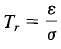 Tr = ε/σ